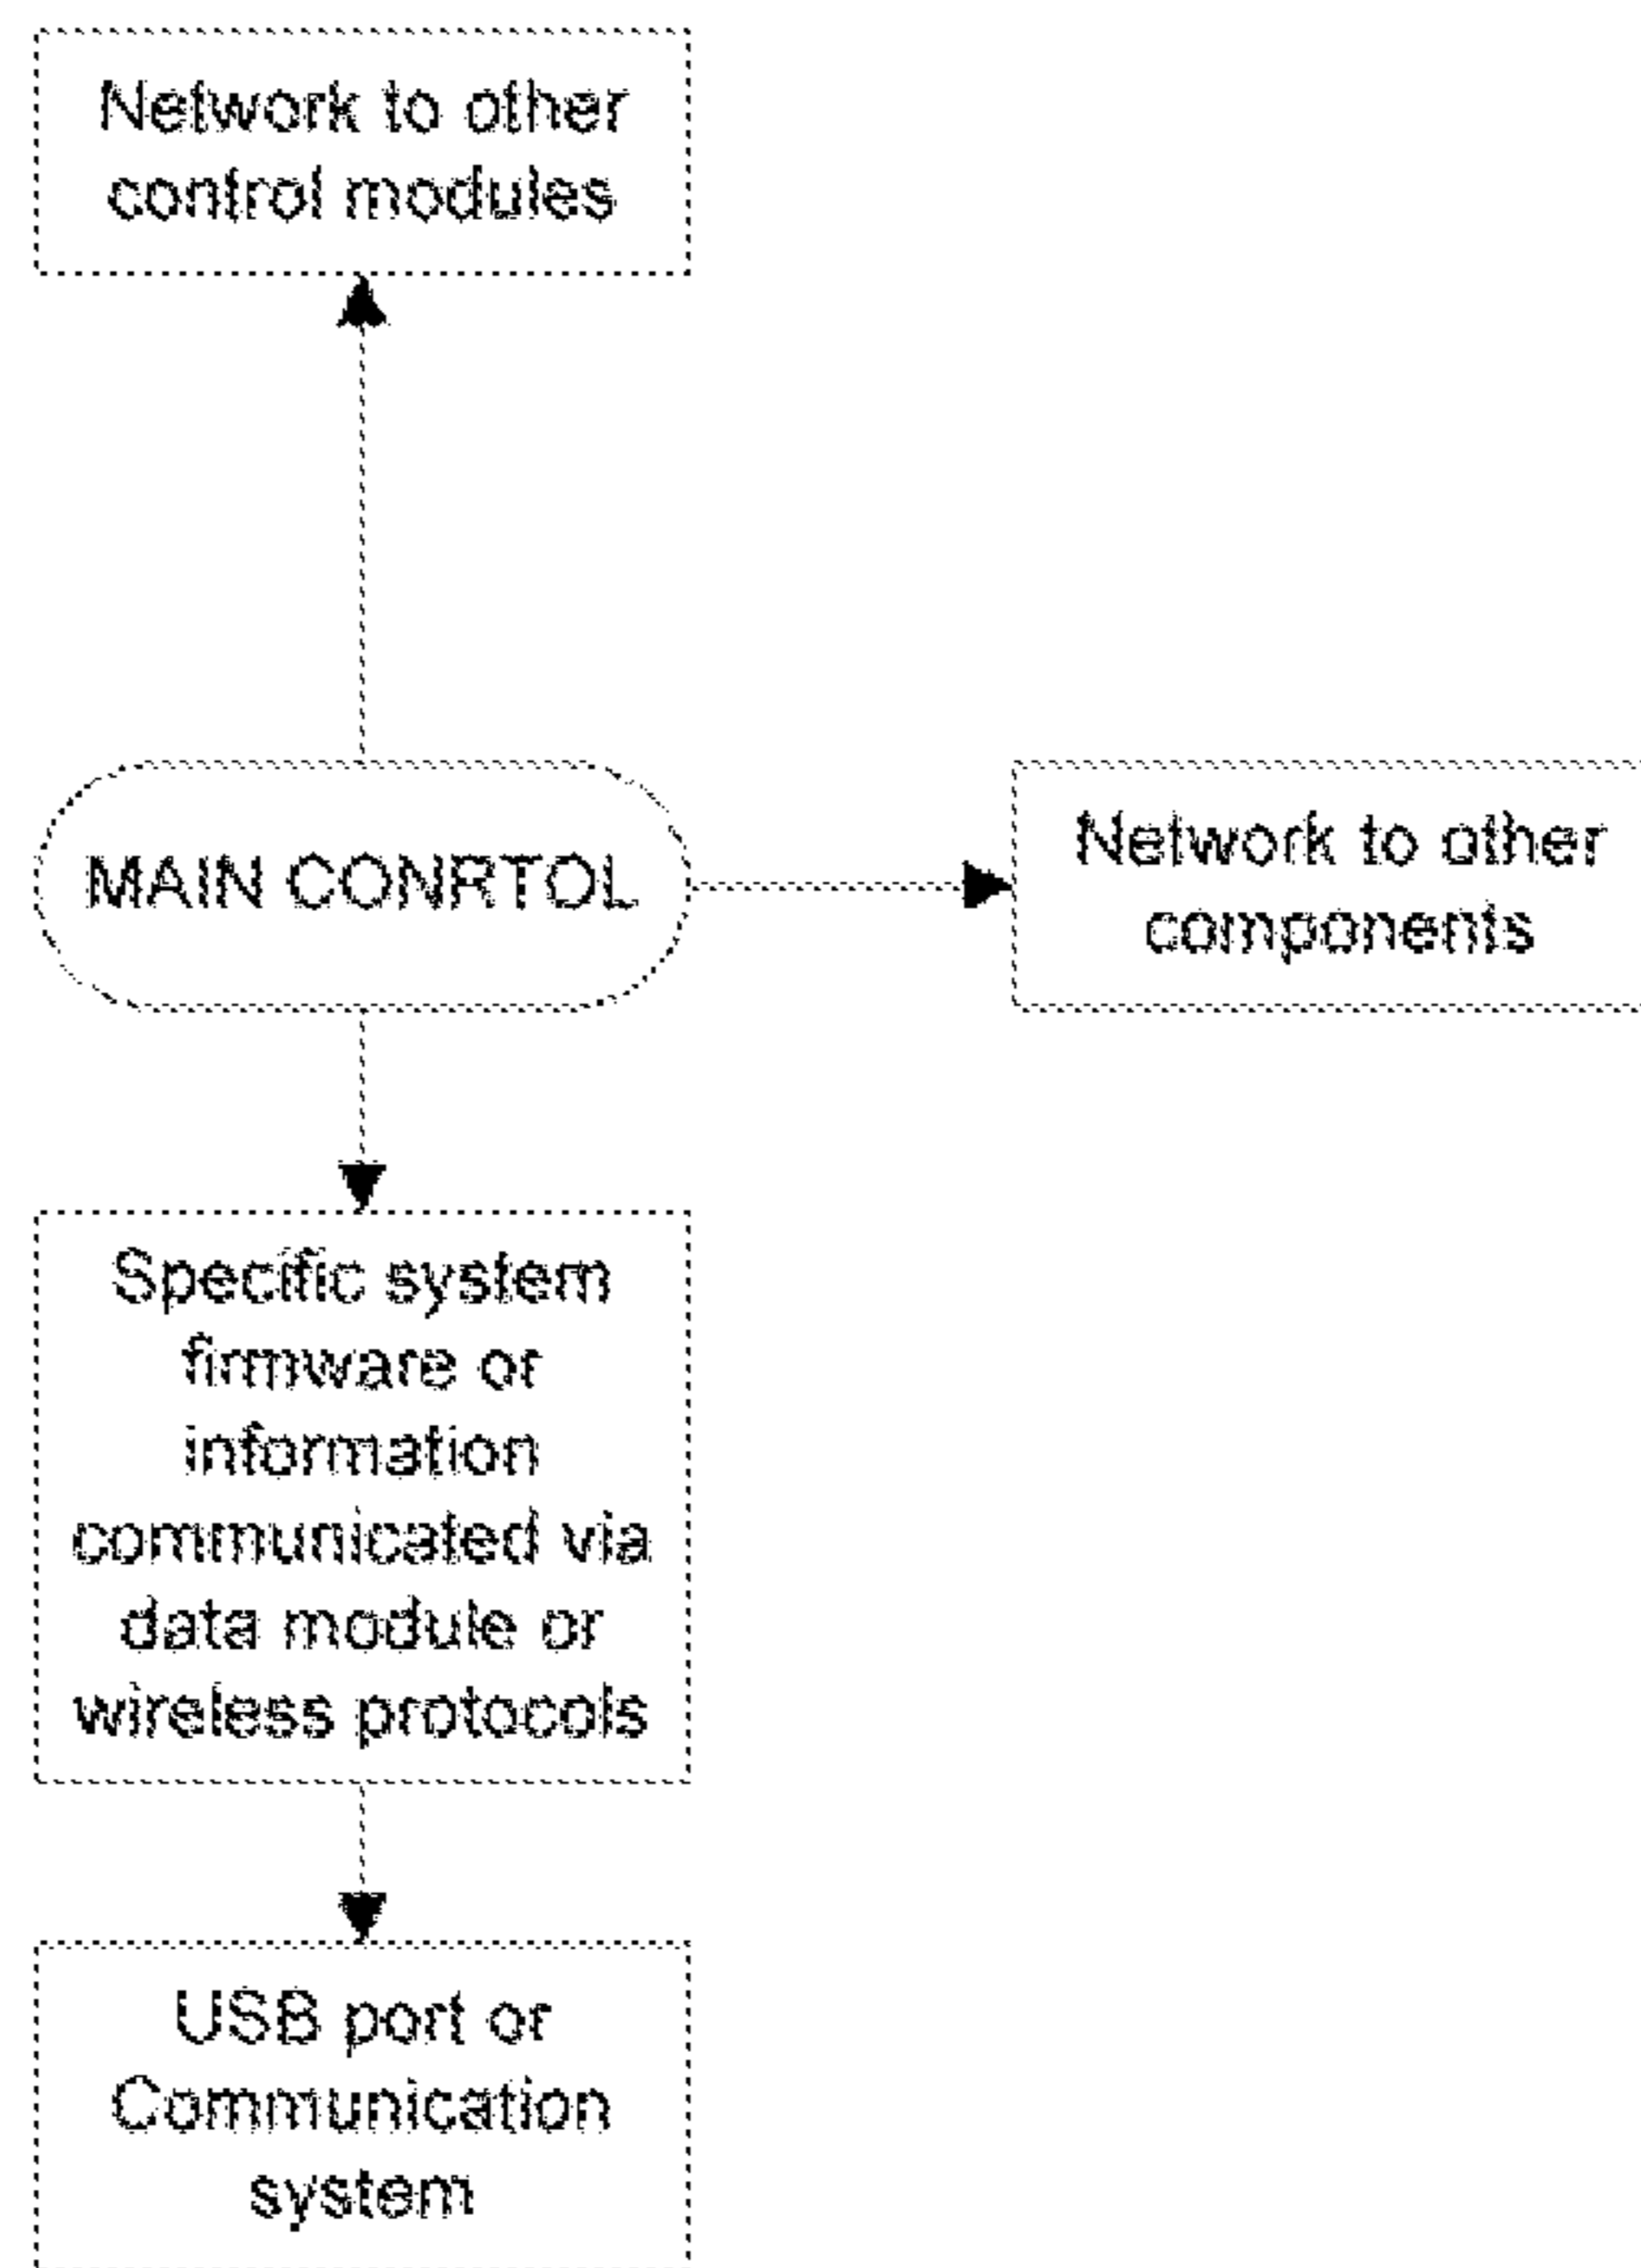 Network to other
control modules
MAIN CONRTOL
Network to other
components
Specific system
firmware or
information
communicated via
data module or
wireless protocols
USB port or
Communication
system